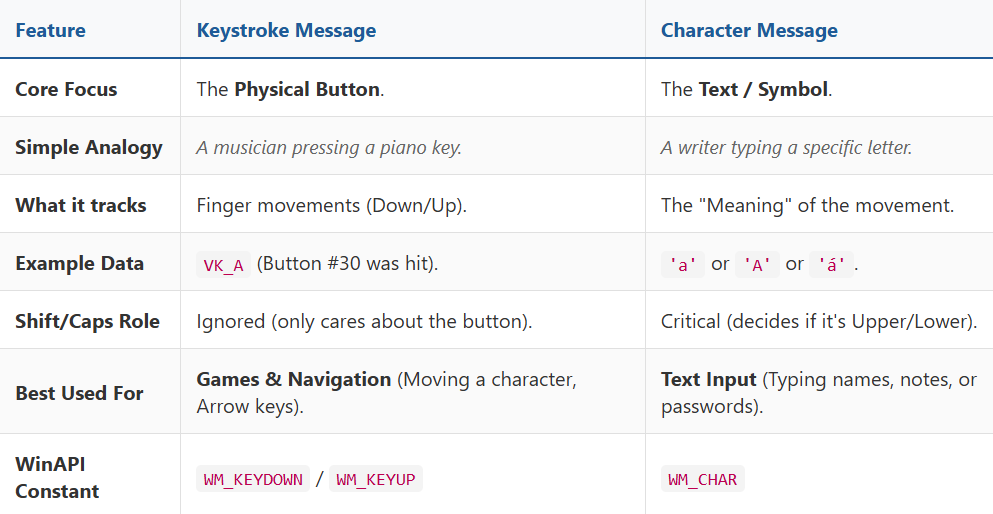 Feature Keystroke Message Character Message
Core Focus The Physical Button. The Text / Symbol.
Simple Analogy A musician pressing a piano key. A writer typing a specific letter.
What it tracks Finger movements (Down/Up). The "Meaning" of the movement.
Example Data VK_A (Button #30 was hit). 'a' or 'A' or 'á'.
Shift/Caps Role Ignored (only cares about the button). Critical (decides if it's Upper/Lower).
Best Used For Games & Navigation (Moving a character,
Arrow keys). Text Input (Typing names, notes, or
passwords).
WinAPI
Constant WM_KEYDOWN / WM_KEYUP WM_CHAR